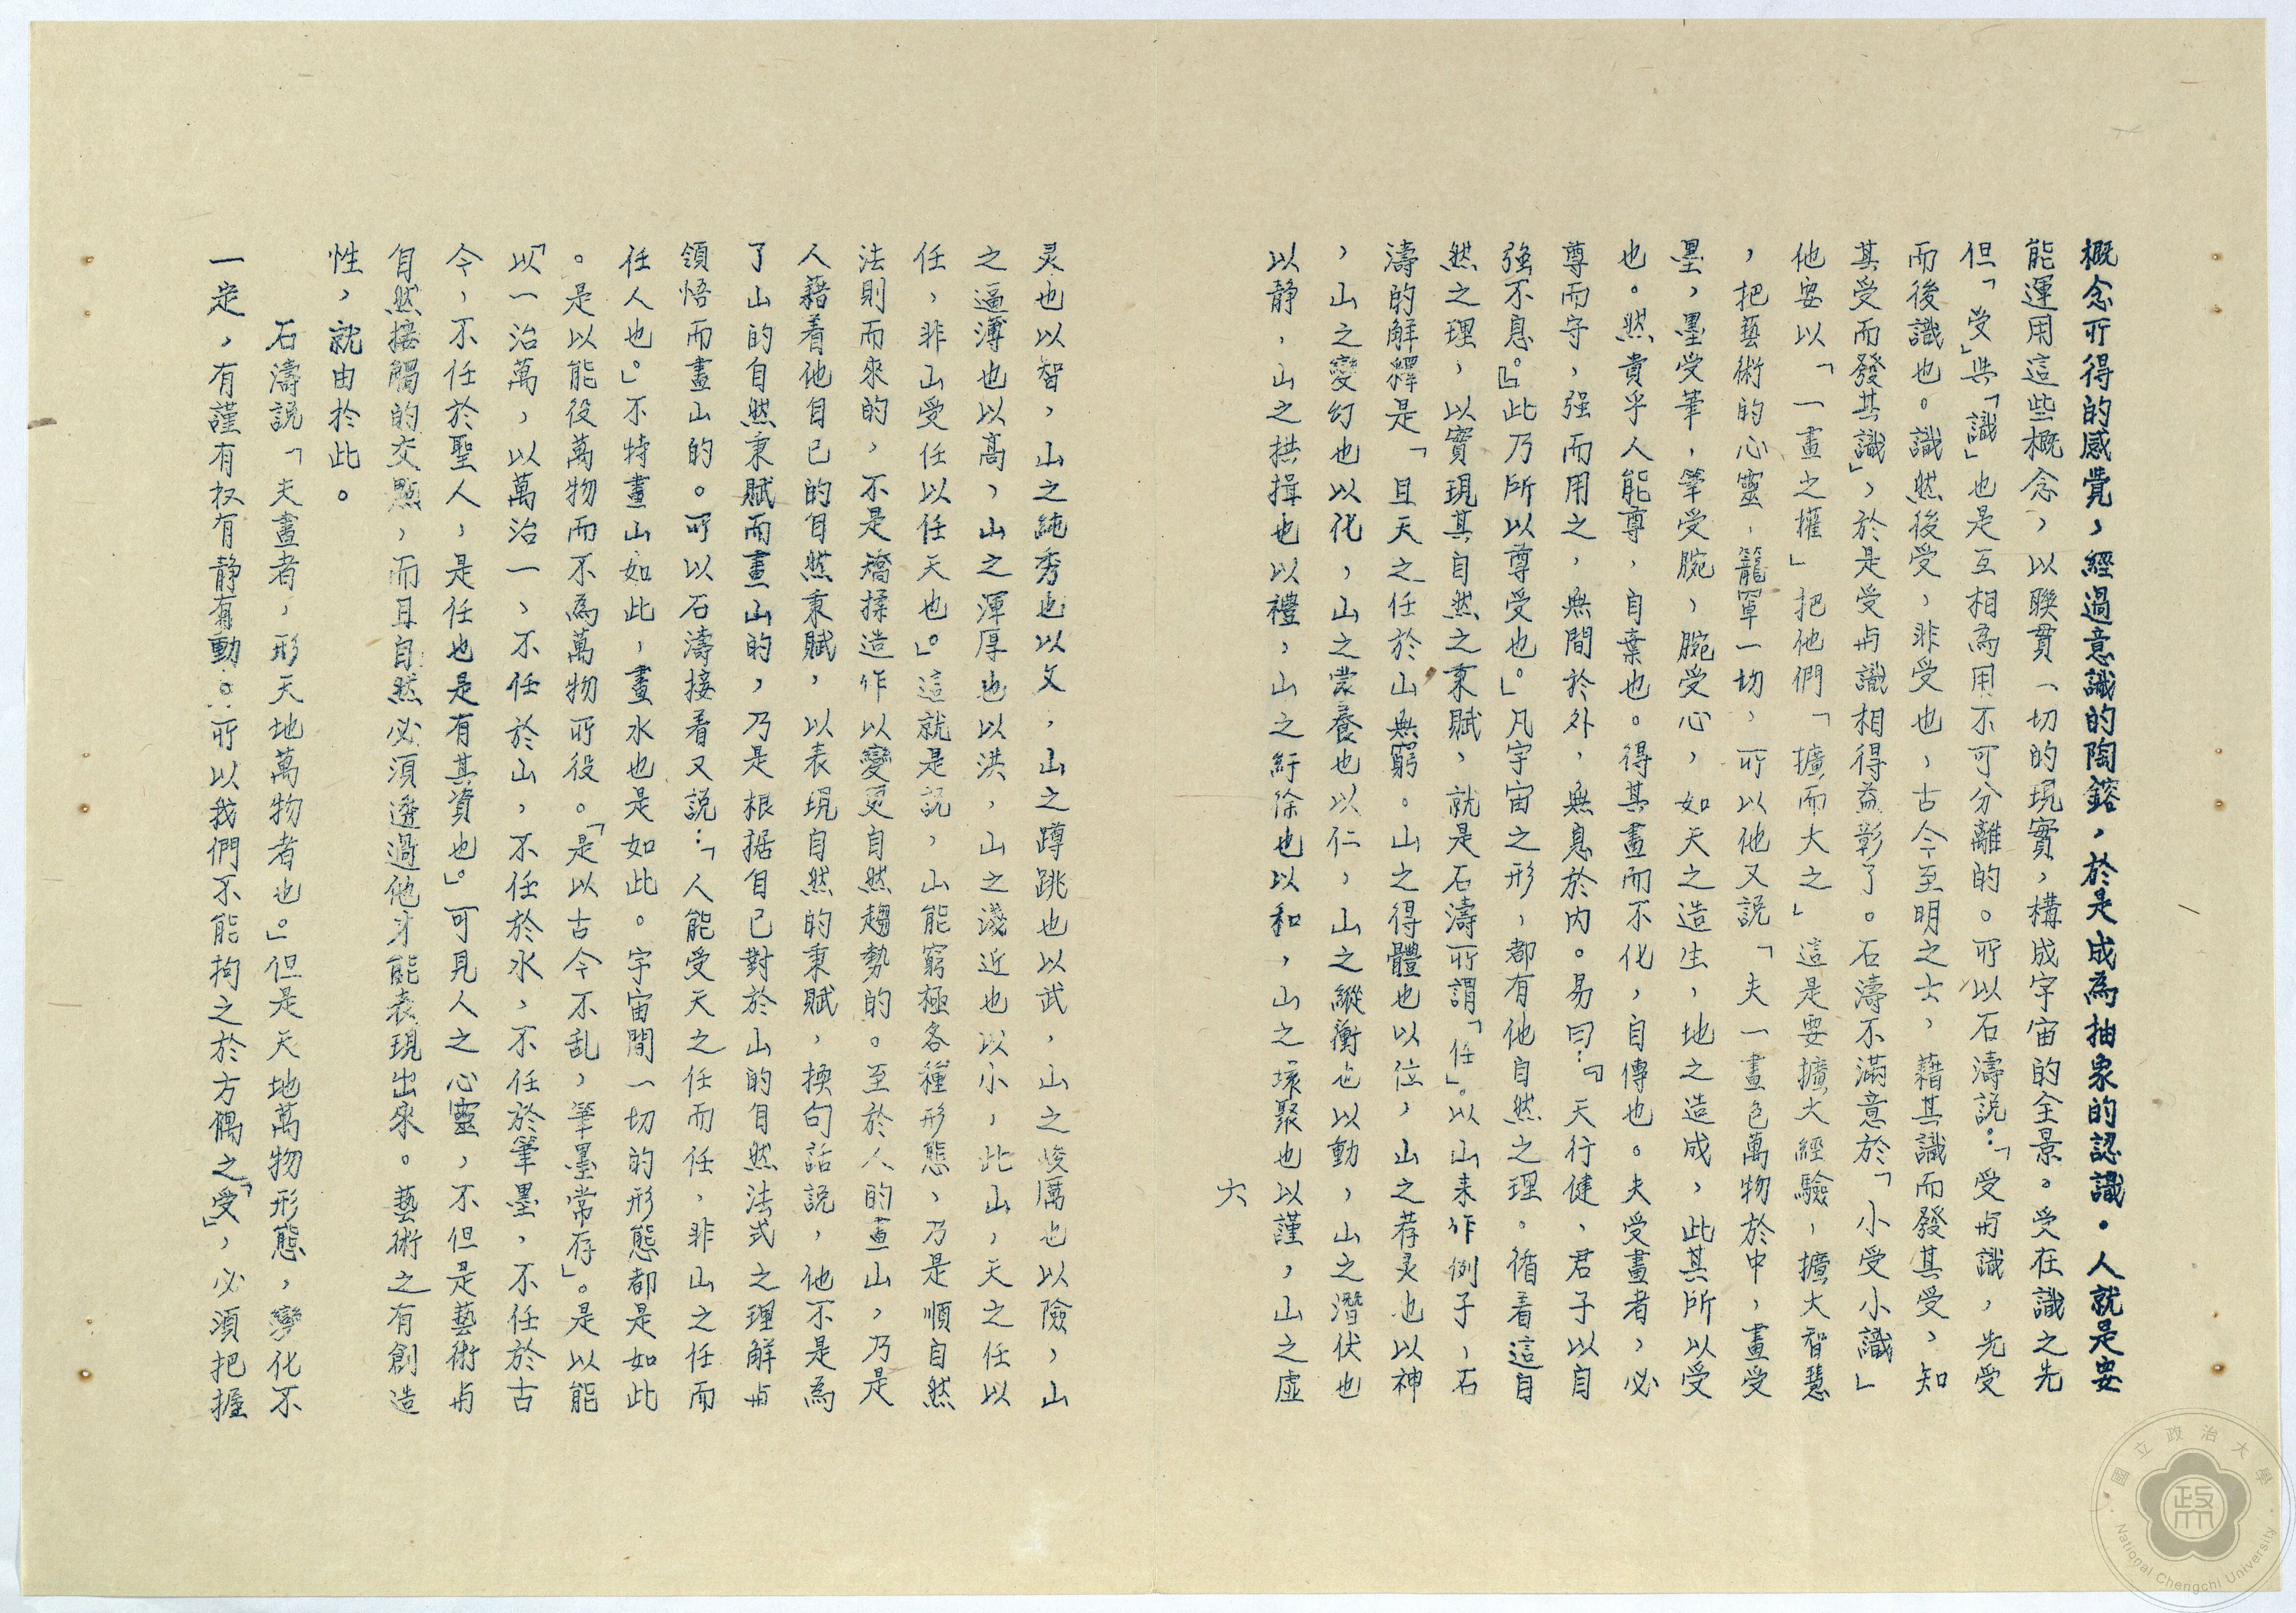 概念所得的感覺，經過意識的陶鎔，於是成為抽象的認識．人就是要
能運用這些概念，以聯貫一切的現實，構成宇宙的全景。受在識之先
但「受」與「識」也是互相為用不可分離的。所以石濤說：「受与識，先受
而後識也。識然後受，非受也，古今至明之士，藉其識而發其受，知
其受而發其識」，於是受与識相得益彰了。石濤不滿意於「小受小識」
他要以「一畫之擴」把他們「擴而大之」這是要擴大經驗，擴大智慧
，把藝術的心靈，籠罩一切，所以他又說「夫一畫包萬物於中，畫受
墨，墨受筆，筆受腕，腕受心，如天之造生，地之造成，此其所以受
也。然貴乎人能尊，自棄也。得其畫而不化，自傳也。夫受畫者，必
尊而守，强而用之，無間於外，無息於內。易曰：『天行健，君子以自
強不息。』此乃所以尊受也。」凡宇宙之形，都有他自然之理。循着這自
然之理，以實現其自然之秉賦，就是石濤所謂「任」。以山来作例子，石
濤的解釋是「且天之任於山無窮。山之得體也以位，山之荐灵也以神
，山之變幻也以化，山之蒙養也以仁，山之縱衡也以動，山之潛伏也
以静，山之拱揖也以禮，山之紆徐也以和，山之環聚也以謹，山之虛
六
灵也以智，山之純秀也以文，山之蹲跳也以武，山之峻厲也以險，山
之逼薄也以高，山之渾厚也以洪，山之淺近也以小，此山，天之任以
任，非山受任以任天也。」這就是說，山能窮極各種形態，乃是順自然
法則而來的，不是矯揉造作以變更自然趨勢的。至於人的畫山，乃是
人藉着他自己的自然秉賦，以表現自然的秉賦，換句話說，他不是為
了山的自然秉賦而畫山的，乃是根据自己對於山的自然法式之理解与
領悟而畫山的。所以石濤接着又說：「人能受天之任而任，非山之任而
任人也。」不特畫山如此，畫水也是如此。宇宙間一切的形態都是如此
。是以能役萬物而不為萬物所役。「是以古今不乱，筆墨常存」。是以能
「以一治萬，以萬治一，不任於山，不任於水，不任於筆墨，不任於古
今，不任於聖人，是任也是有其資也。」可見人之心靈，不但是藝術与
自然接觸的交點，而且自然必須透過他才能表現出來。藝術之有創造
性，就由於此。
石濤說「夫畫者，形天地萬物者也。」但是天地萬物形態，變化不
一定，有謹有权有静有動。所以我們不能拘之於方偶之「受」，必須把握
國立政治大學
National Chengchi University
政